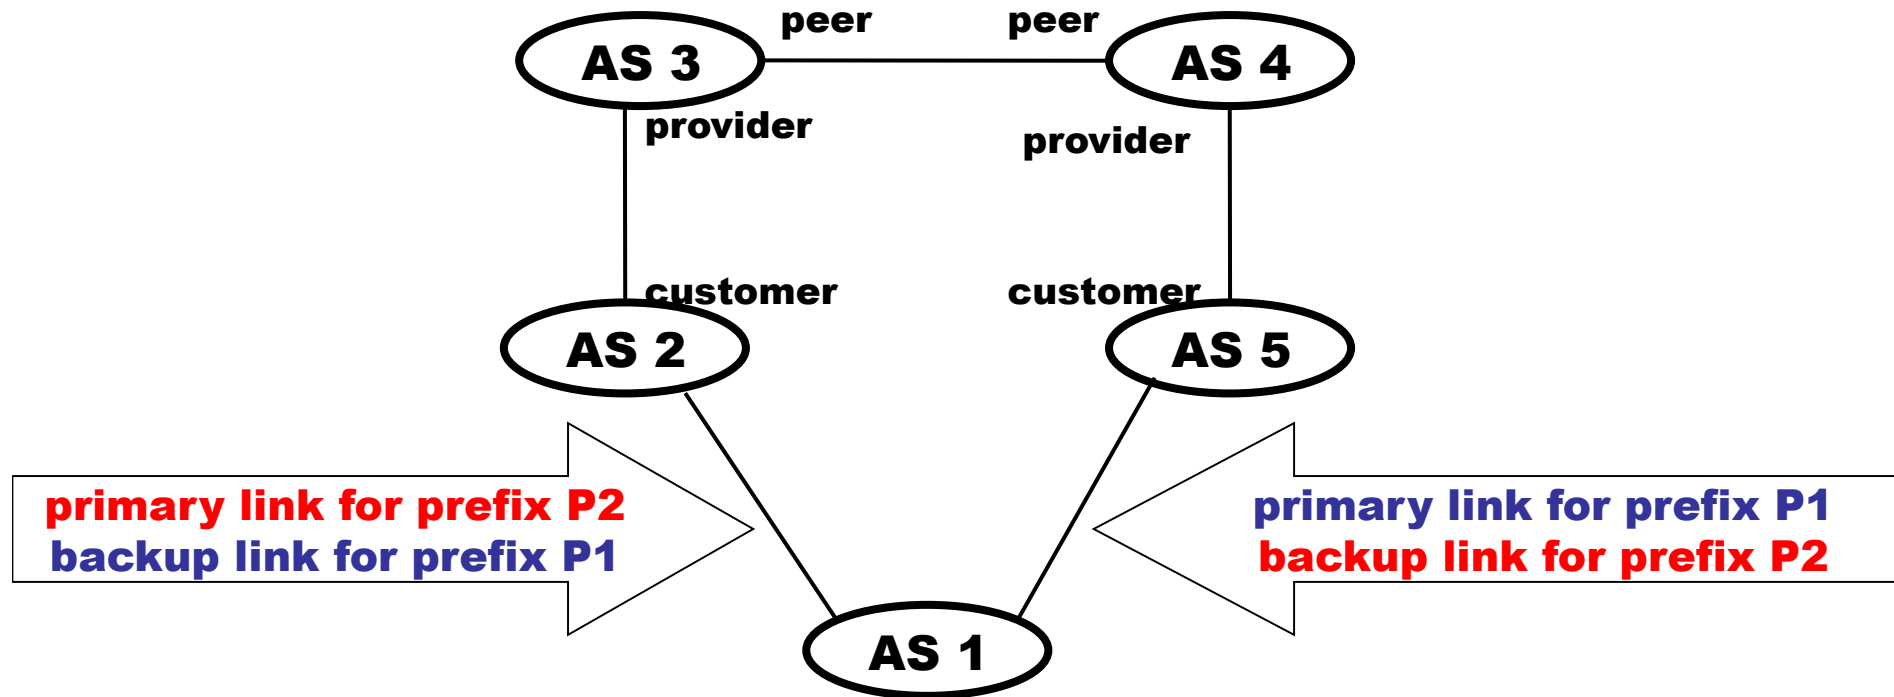 peer peer
AS 3 AS 4
provider provider
customer customer
AS 2 AS 5
primary link for prefix P2
backup link for prefix P1
primary link for prefix P1
backup link for prefix P2
AS 1